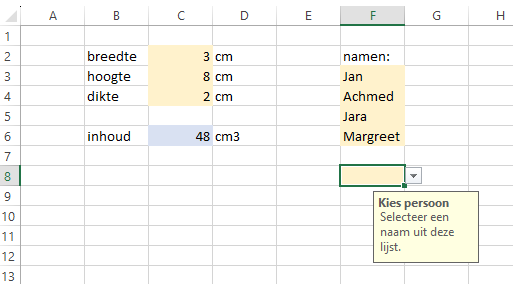 A B C D E F G H
1
2 breedte 3 cm namen:
3 hoogte 8 cm Jan
4 dikte 2 cm Achmed
5 Jara
6 inhoud 48 cm3 Margreet
7
8
9 Kies persoon
10 Selecteer een
11 naam uit deze
12 lijst.
13